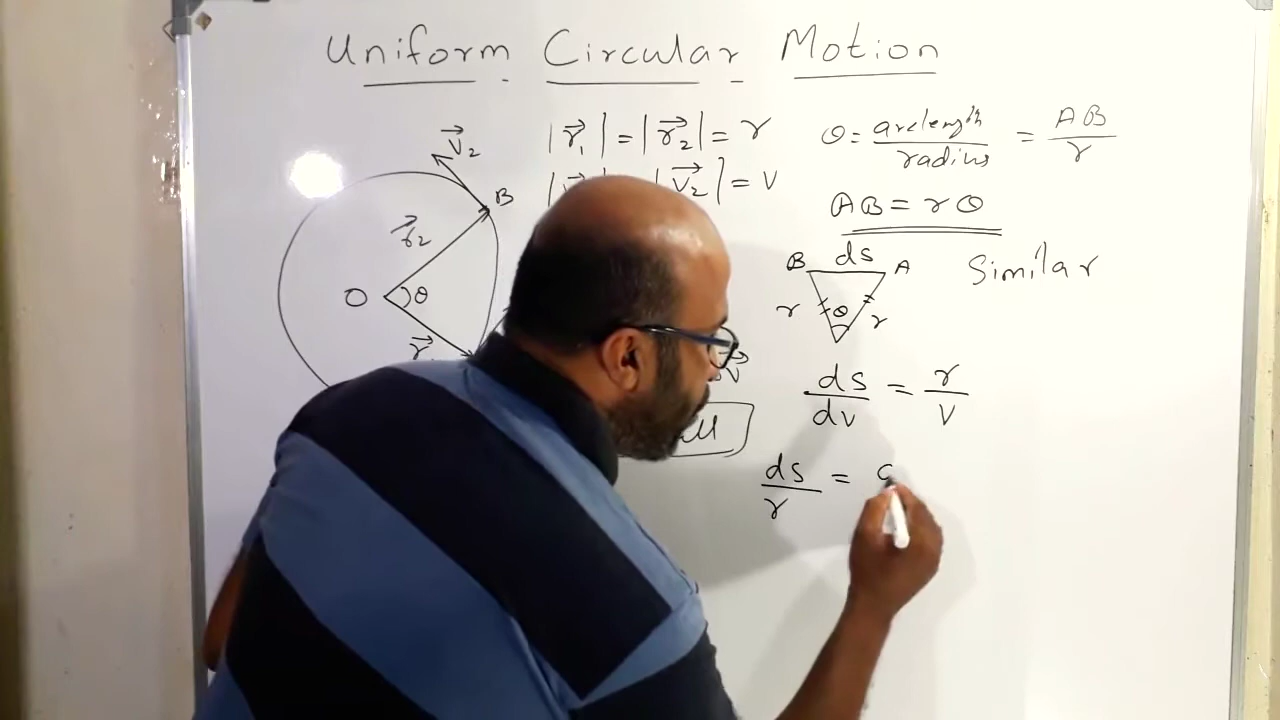 Uniform Circular Motion
|r⃗₁| = |r⃗₂| = r
|v⃗₂| = v
θ = arclength / radius = AB / r
AB = rθ
v⃗₂
B
r⃗₂
O θ
r⃗
B ds A
r θ r
Similar
ds / dv = r / v
ds / r =